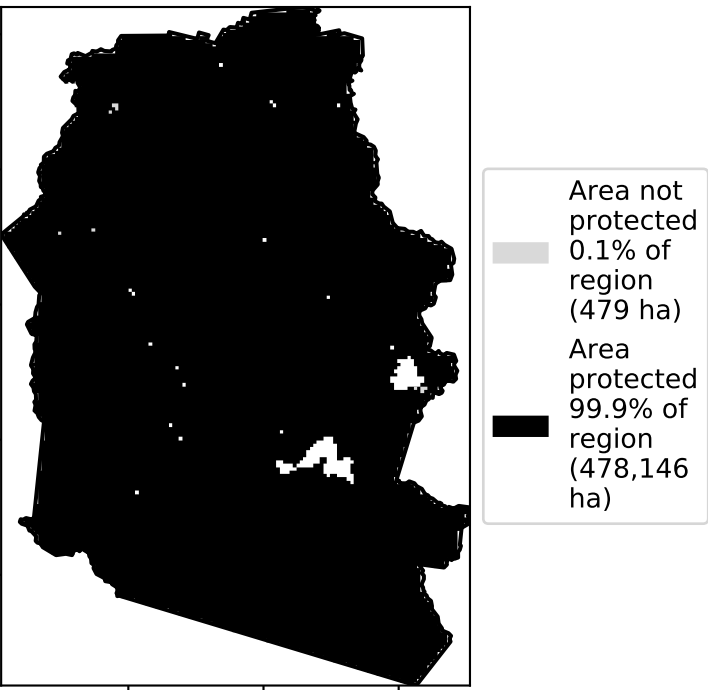 Area not
protected
0.1% of
region
(479 ha)
Area
protected
99.9% of
region
(478,146
ha)